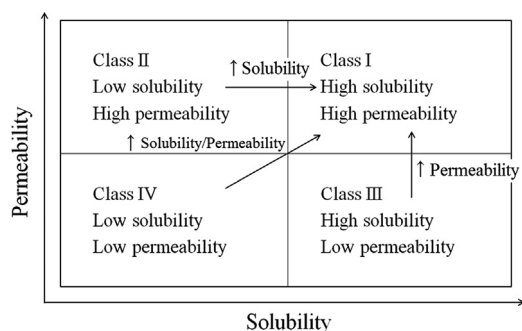 Permeability
Class II
Low solubility
High permeability
↑ Solubility
Class I
High solubility
High permeability
↑ Solubility/Permeability
Class IV
Low solubility
Low permeability
Class III
High solubility
Low permeability
↑ Permeability
Solubility